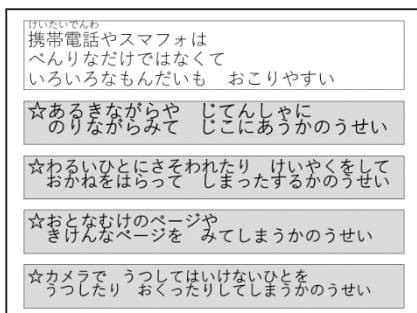 けいたいでんわ
携帯電話やスマフォは
べんりなだけではなくて
いろいろなもんだいも　おこりやすい
☆あるきながらや　じてんしゃに
のりながらみて　じこにあうかのうせい
☆わるいひとにさそわれたり　けいやくをして
おかねをはらって　しまったするかのうせい
☆おとなむけのページや
きけんなページを　みてしまうかのうせい
☆カメラで　うつしてはいけないひとを
うつしたり　おくったりしてしまうかのうせい